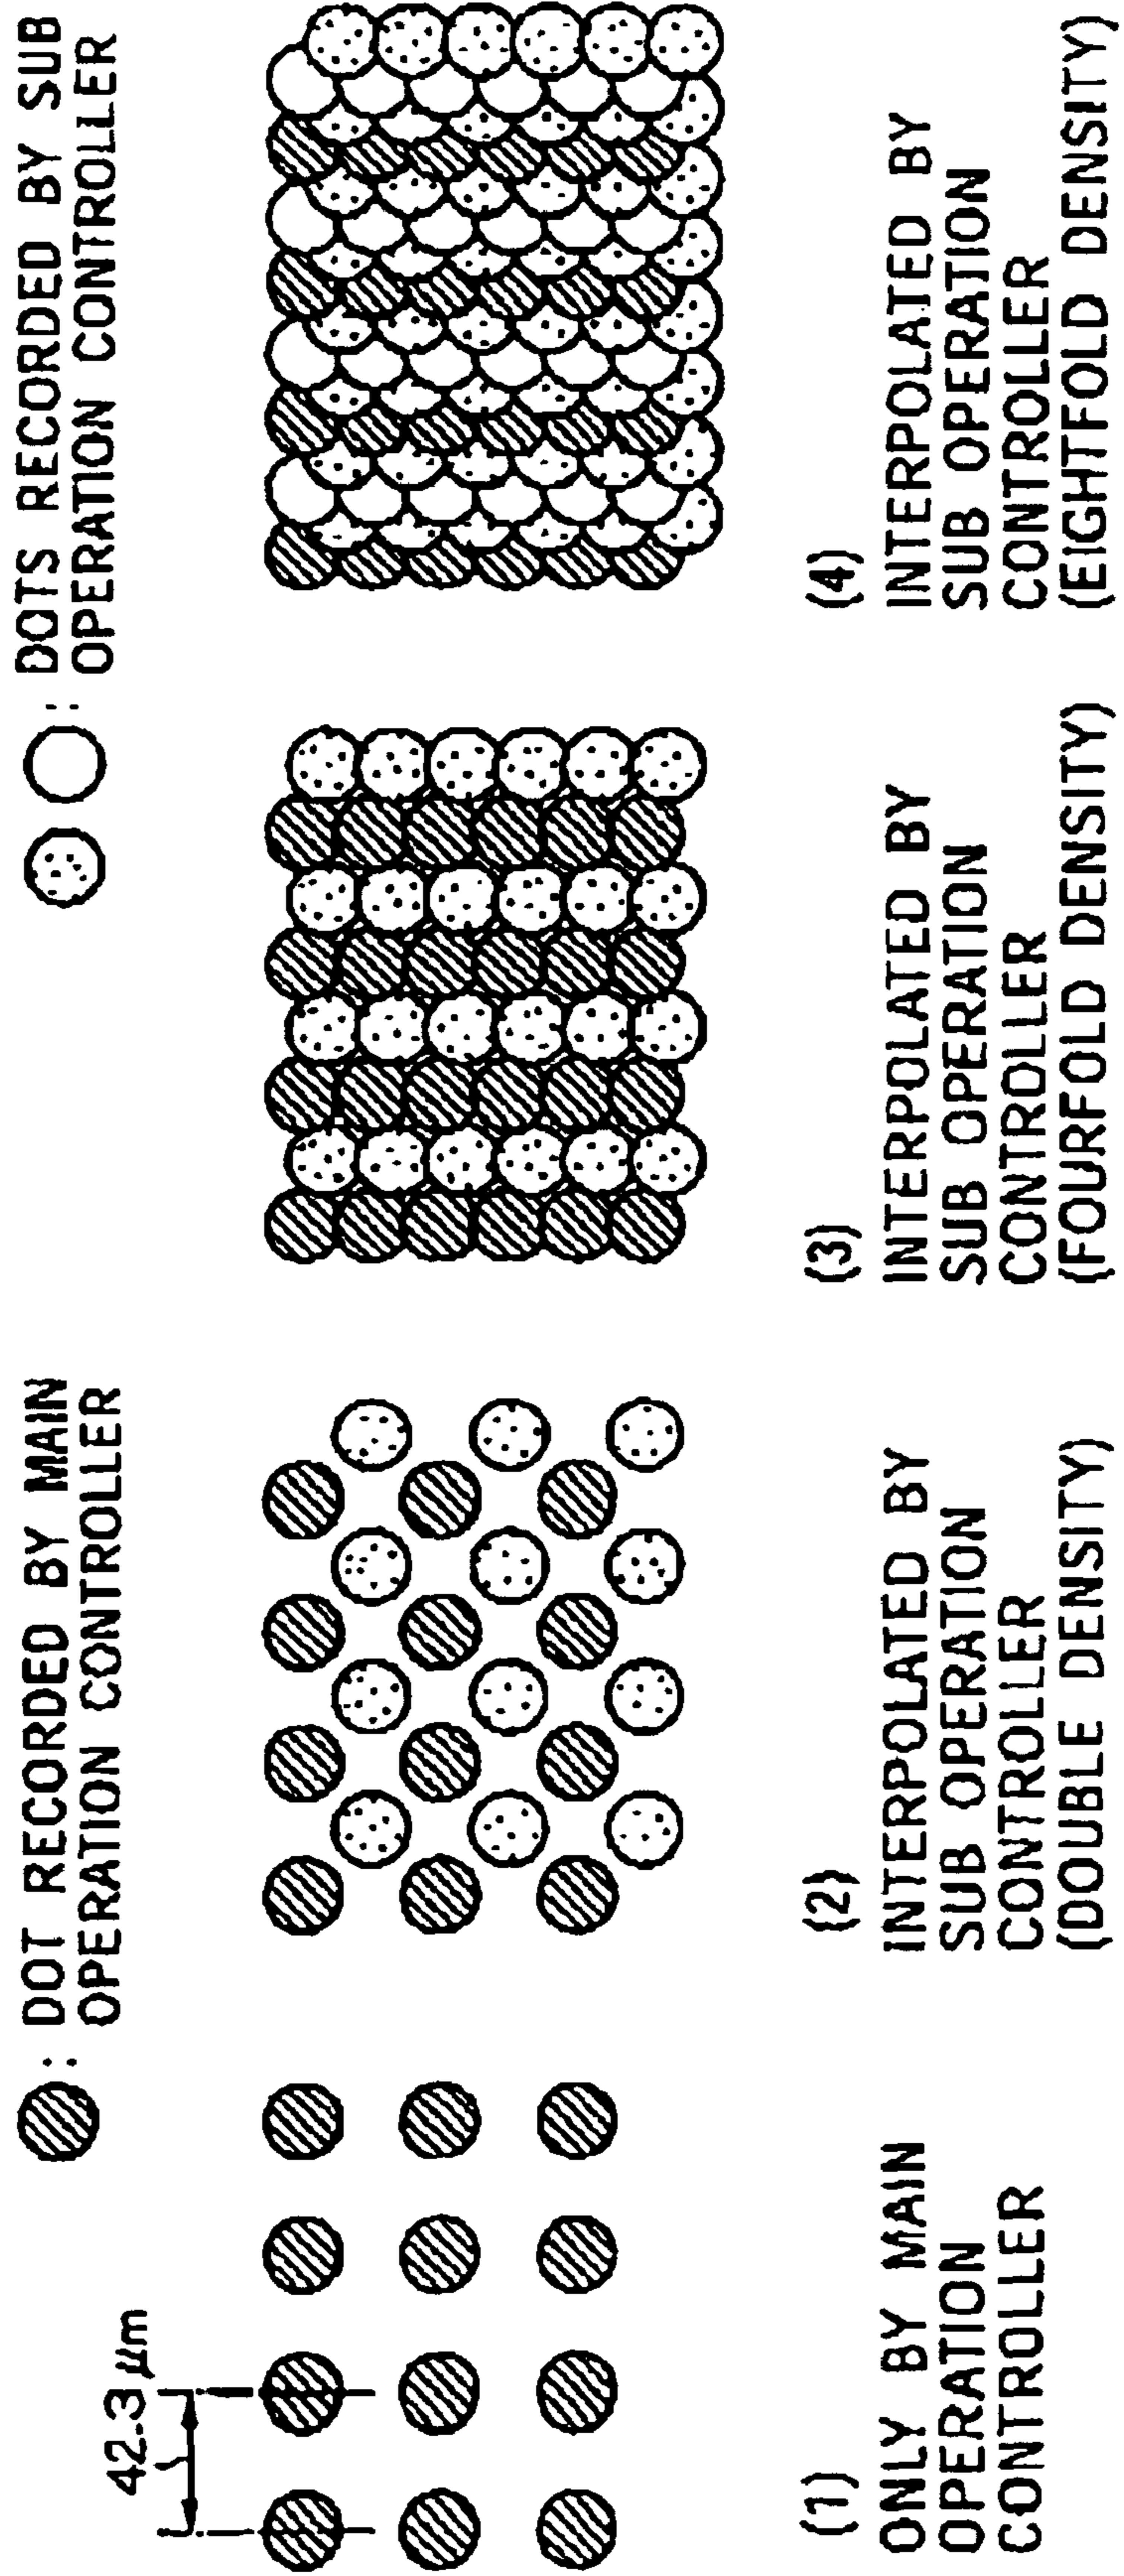 : DOT RECORDED BY MAIN
OPERATION CONTROLLER
: DOTS RECORDED BY SUB
OPERATION CONTROLLER
42.3 μm
(1)
ONLY BY MAIN
OPERATION
CONTROLLER
(2)
INTERPOLATED BY
SUB OPERATION
CONTROLLER
(DOUBLE DENSITY)
(3)
INTERPOLATED BY
SUB OPERATION
CONTROLLER
(FOURFOLD DENSITY)
(4)
INTERPOLATED BY
SUB OPERATION
CONTROLLER
(EIGHTFOLD DENSITY)